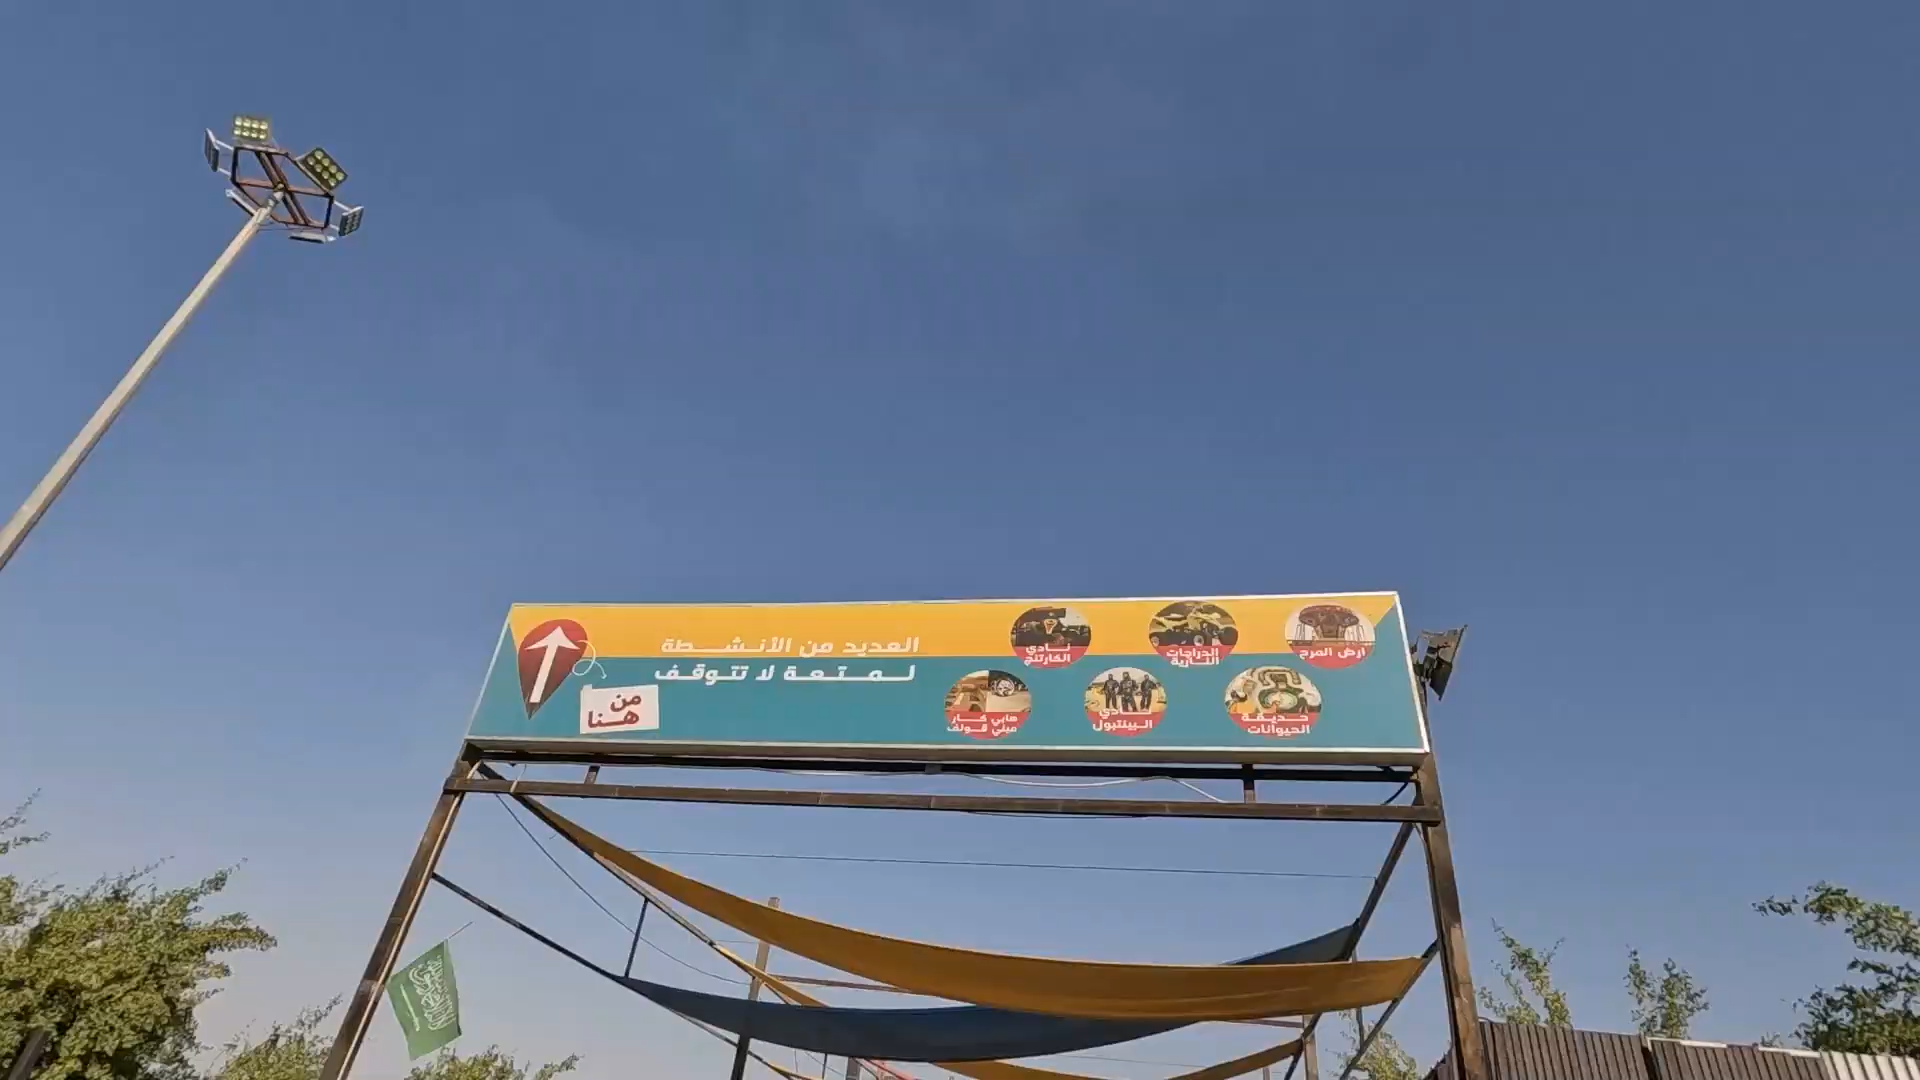 العديد من الأنشطة
لمتعة لا تتوقف
من
هنا
ارض المرح
الدراجات
النارية
نادي
الكارتنج
حديقة
الحيوانات
نادي
البينتبول
هابي كار
ميني قولف